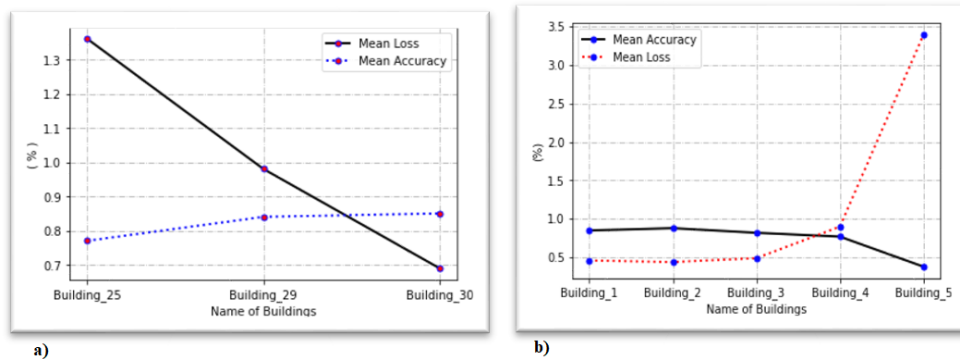 Mean Loss
Mean Accuracy
1.3
1.2
1.1
1.0
0.9
0.8
0.7
( % )
Building_25
Building_29
Building_30
Name of Buildings
a)
Mean Accuracy
Mean Loss
3.5
3.0
2.5
2.0
1.5
1.0
0.5
(%)
Building_1
Building_2
Building_3
Building_4
Building_5
Name of Buildings
b)